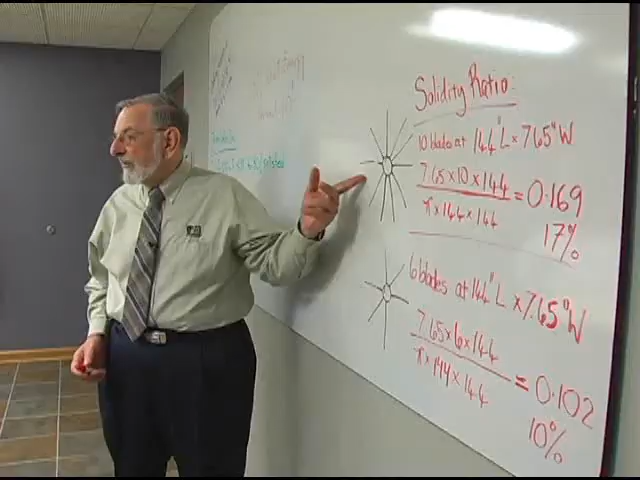 Solidity Ratio:
10 blades at 144"L × 7.65"W
7.65 × 10 × 144
π × 144 × 144
= 0.169
17%
6 blades at 144"L × 7.65"W
7.65 × 6 × 144
π × 144 × 144
= 0.102
10%